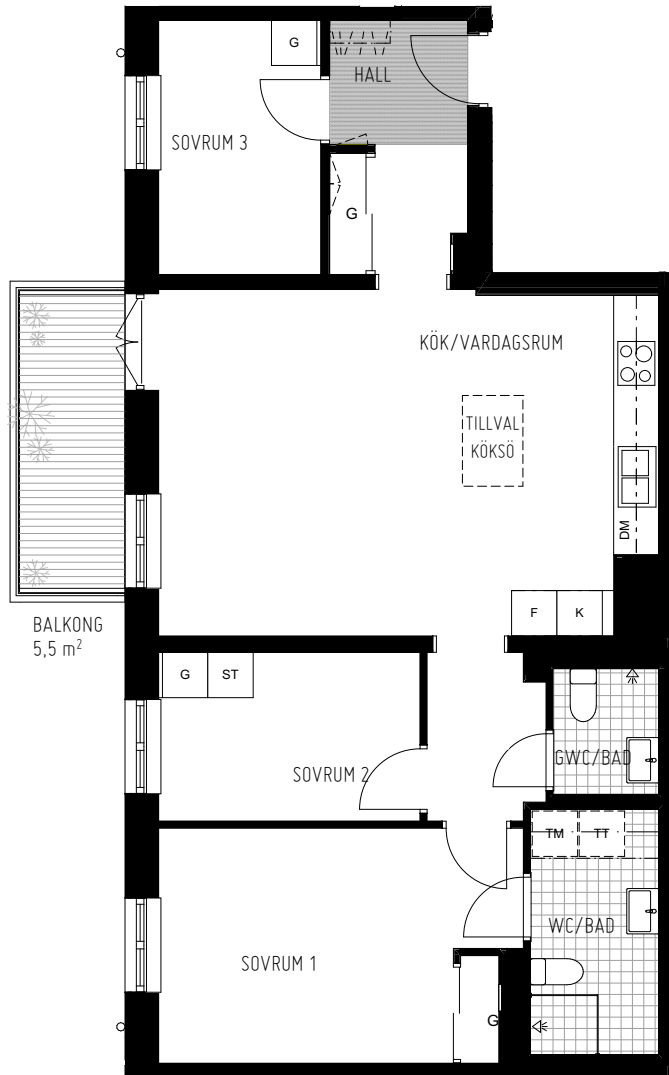 G
HALL
SOVRUM 3
G
KÖK/VARDAGSRUM
TILLVAL
KÖKSÖ
DM
F
K
BALKONG
5,5 m²
G
ST
SOVRUM 2
GWC/BAD
TM
TT
WC/BAD
SOVRUM 1
G